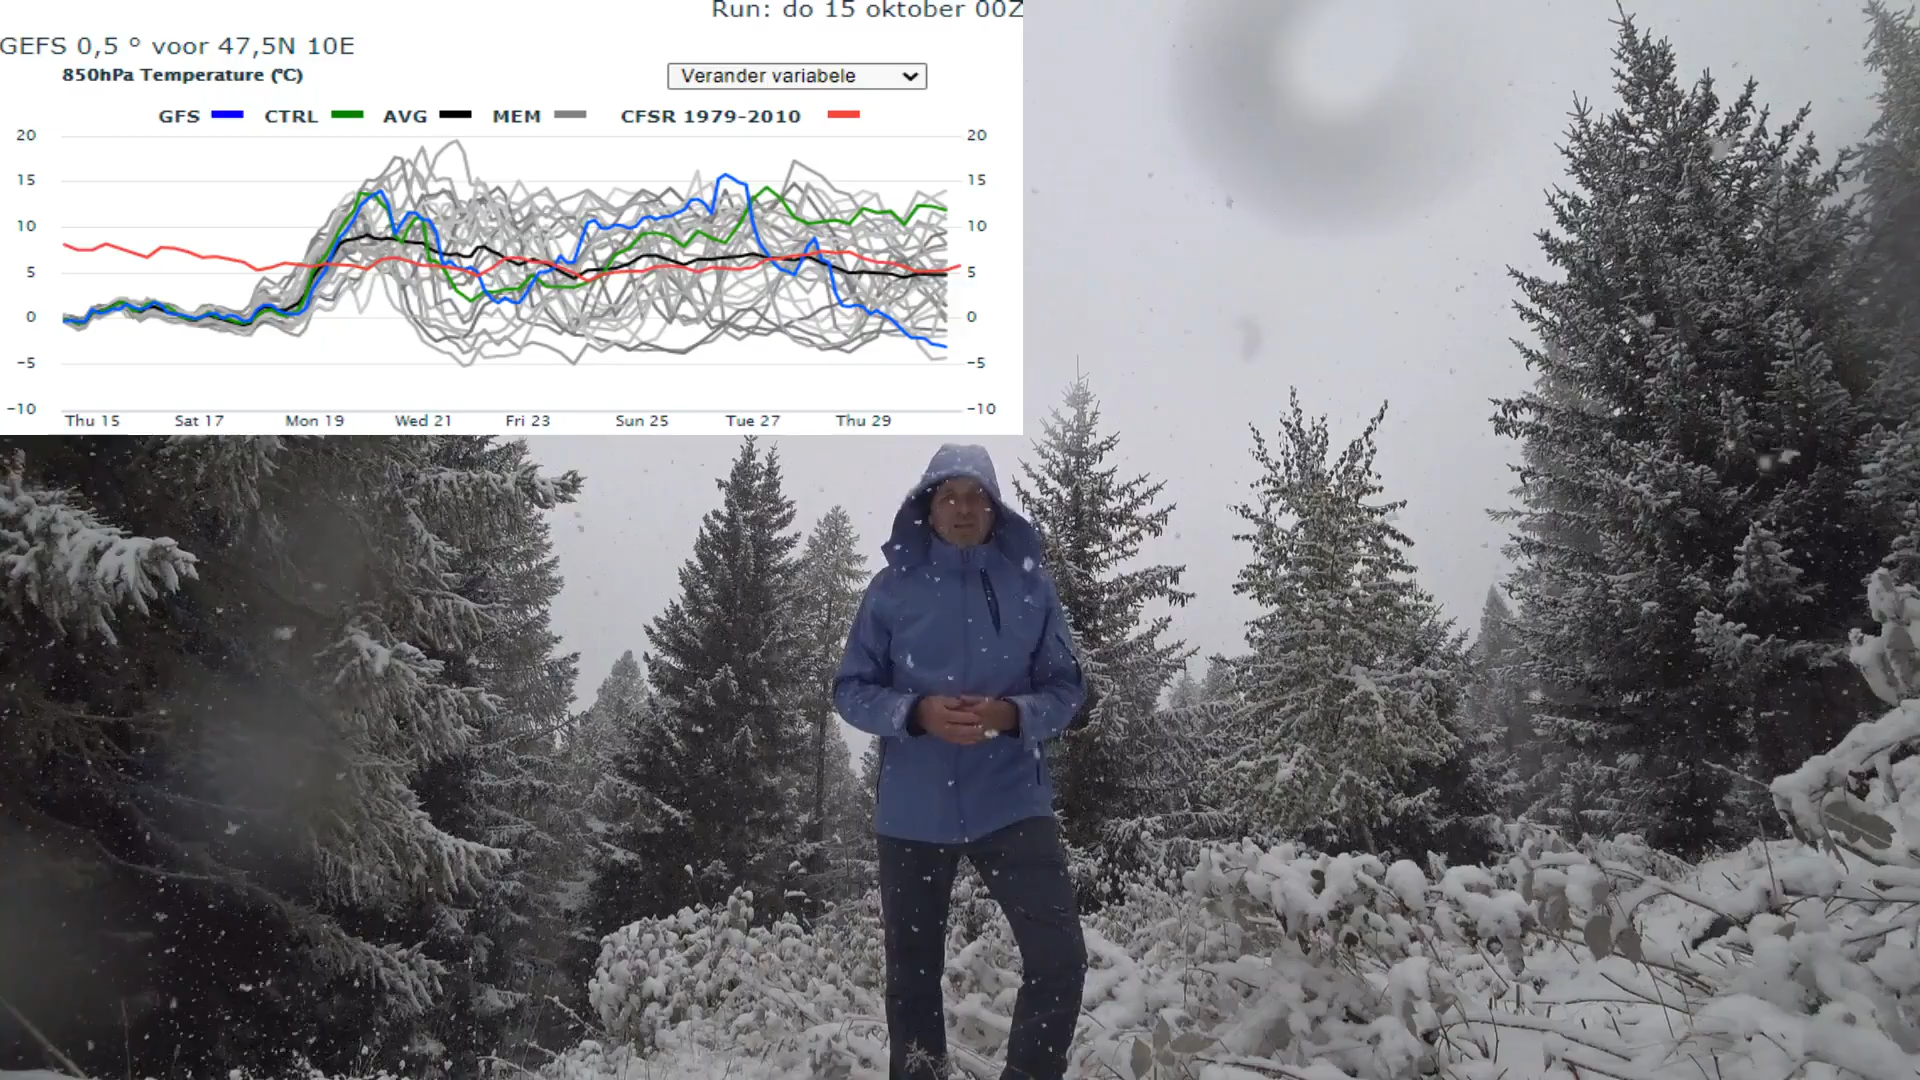 Run: do 15 oktober 00Z
GEFS 0,5 º voor 47,5N 10E
850hPa Temperature (°C)
Verander variabele
GFS CTRL AVG MEM CFSR 1979-2010
20 20
15 15
10 10
5 5
0 0
−5 −5
−10 −10
Thu 15 Sat 17 Mon 19 Wed 21 Fri 23 Sun 25 Tue 27 Thu 29